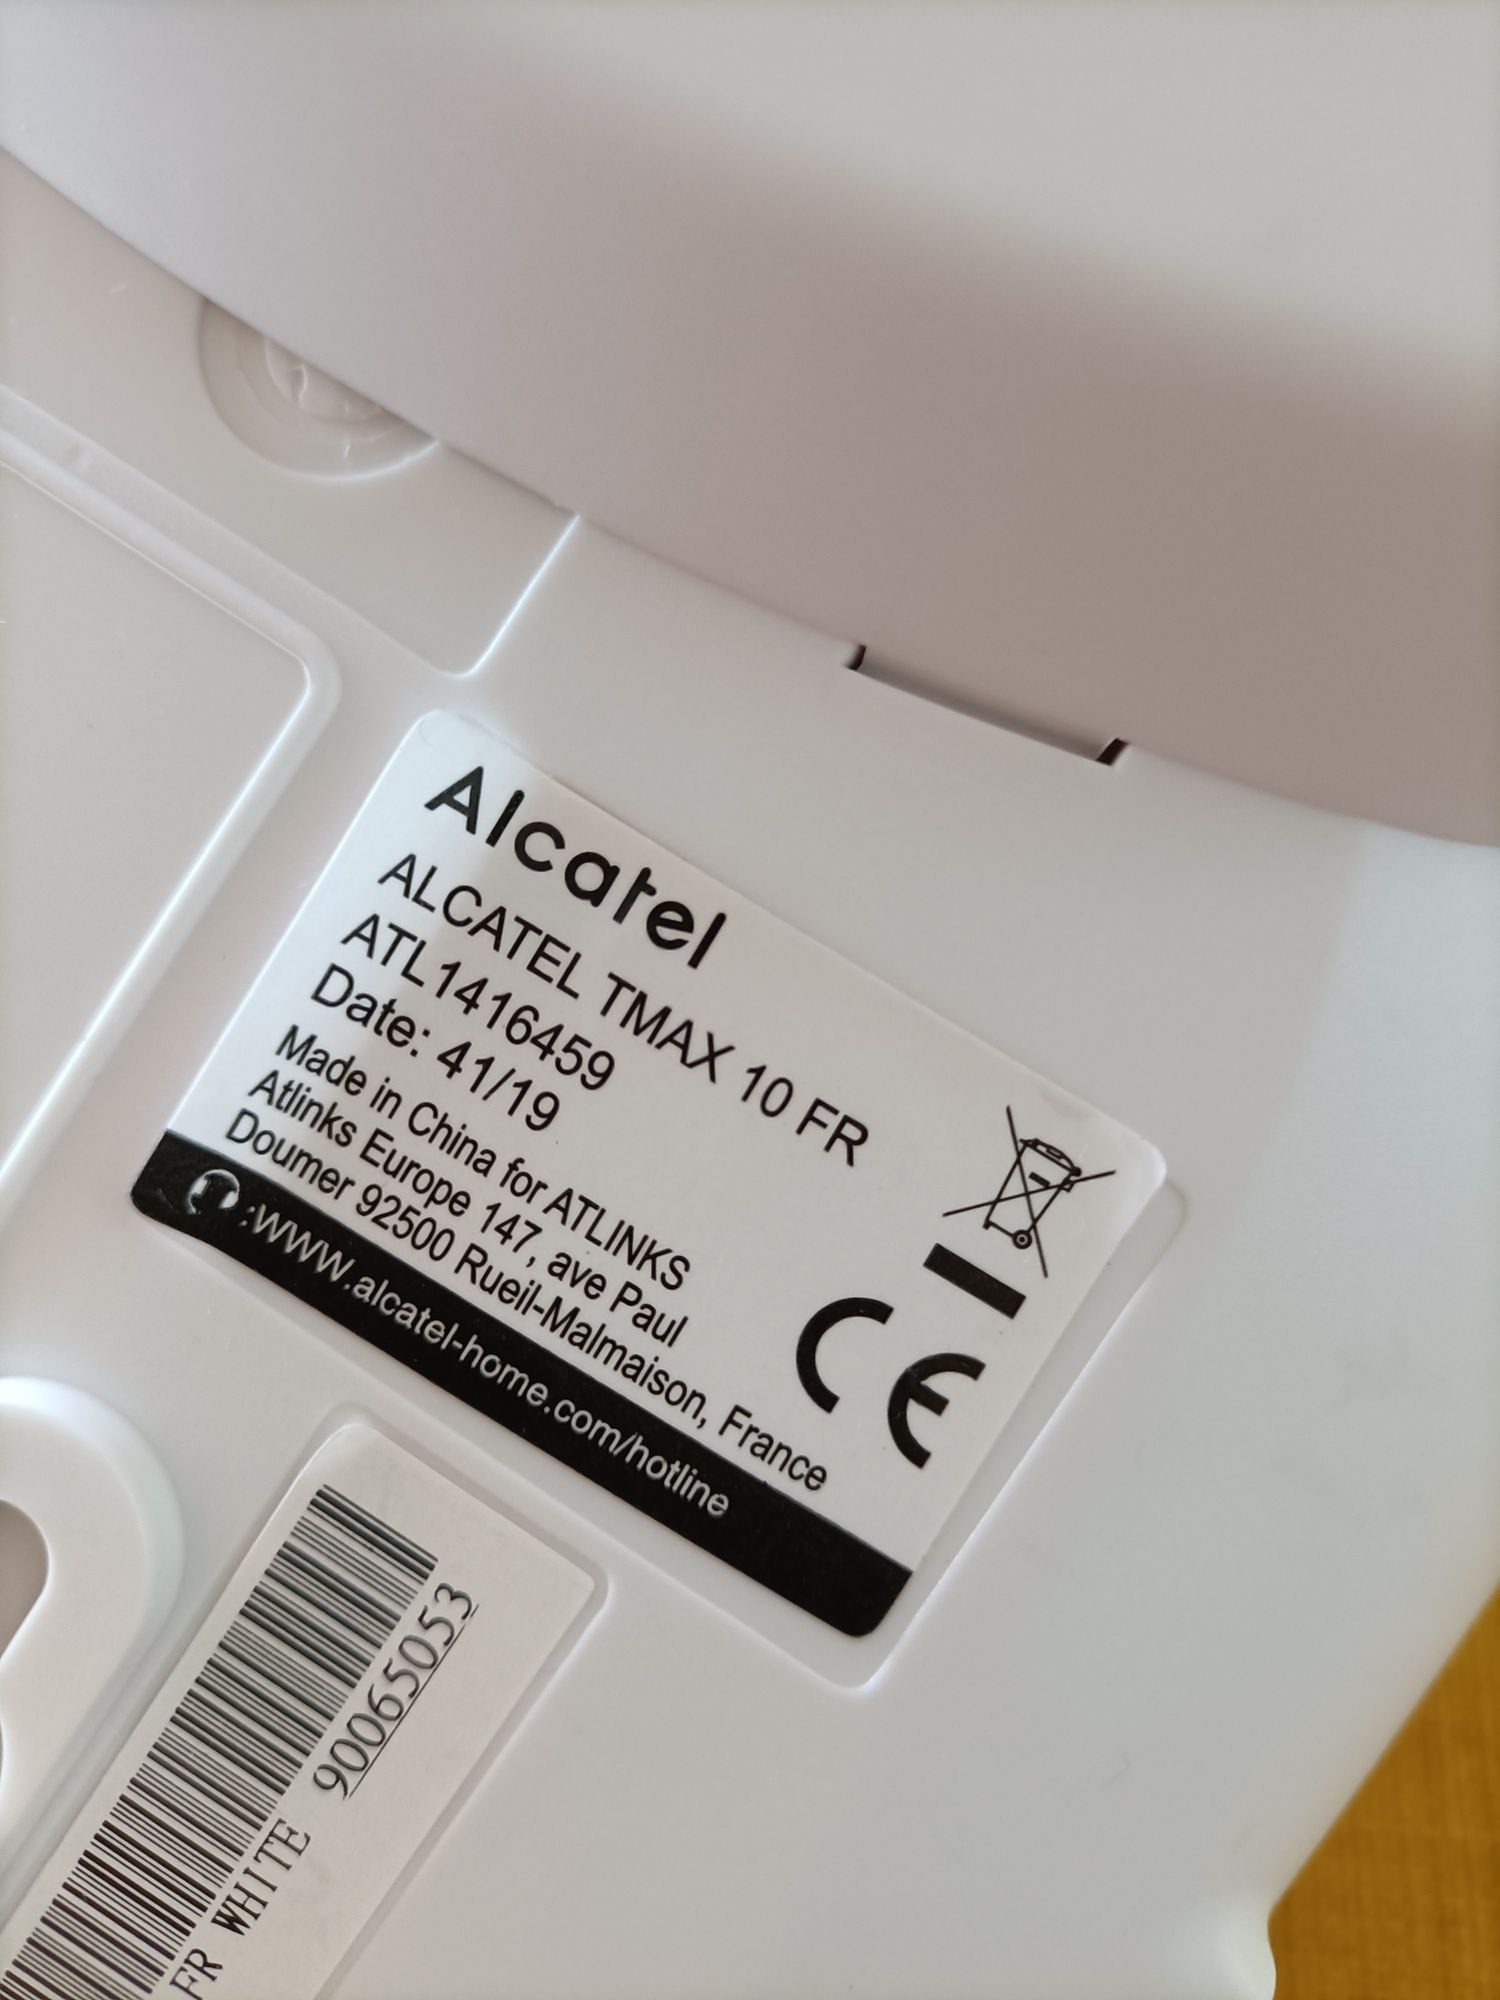 Alcatel
ALCATEL TMAX 10 FR
ATL1416459
Date: 41/19
Made in China for ATLINKS
Atlinks Europe 147, ave Paul
Doumer 92500 Rueil-Malmaison, France
CE
:www.alcatel-home.com/hotline
90065053
FR WHITE